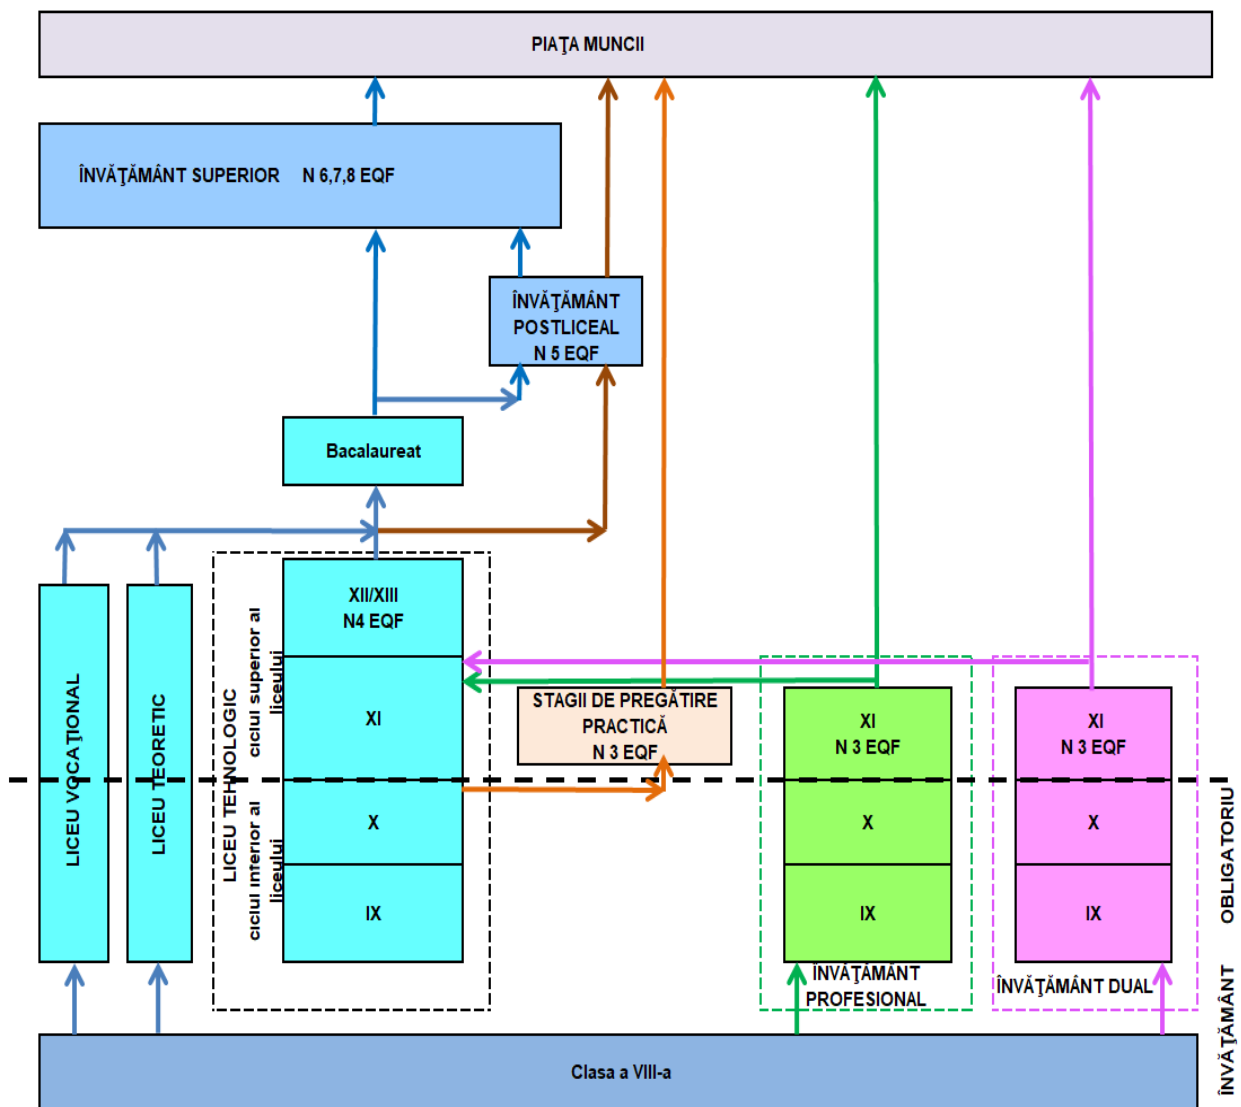 PIAŢA MUNCII
ÎNVĂŢĂMÂNT SUPERIOR N 6,7,8 EQF
ÎNVĂŢĂMÂNT
POSTLICEAL
N 5 EQF
Bacalaureat
XII/XIII
N4 EQF
XI
X
IX
LICEU VOCAŢIONAL
LICEU TEORETIC
LICEU TEHNOLOGIC
ciclul superior al
liceului
ciclul inferior al
liceului
STAGII DE PREGĂTIRE
PRACTICĂ
N 3 EQF
XI
N 3 EQF
X
IX
ÎNVĂŢĂMÂNT
PROFESIONAL
XI
N 3 EQF
X
IX
ÎNVĂŢĂMÂNT DUAL
ÎNVĂŢĂMÂNT OBLIGATORIU
Clasa a VIII-a